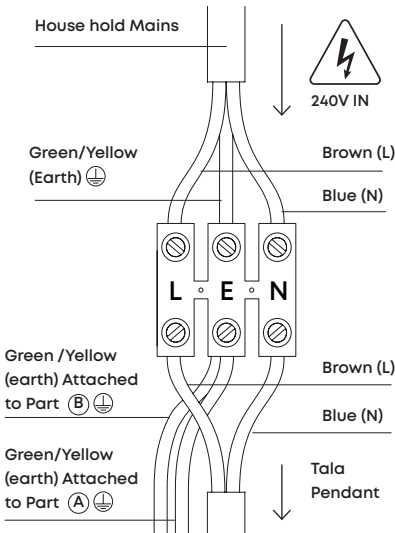 House hold Mains
240V IN
Green/Yellow
(Earth)
Brown (L)
Blue (N)
L E N
Green /Yellow
(earth) Attached
to Part B
Brown (L)
Blue (N)
Green/Yellow
(earth) Attached
to Part A
Tala
Pendant